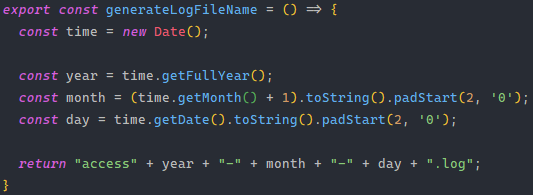 export const generateLogFileName = () => {
  const time = new Date();

  const year = time.getFullYear();
  const month = (time.getMonth() + 1).toString().padStart(2, '0');
  const day = time.getDate().toString().padStart(2, '0');

  return "access" + year + "-" + month + "-" + day + ".log";
}